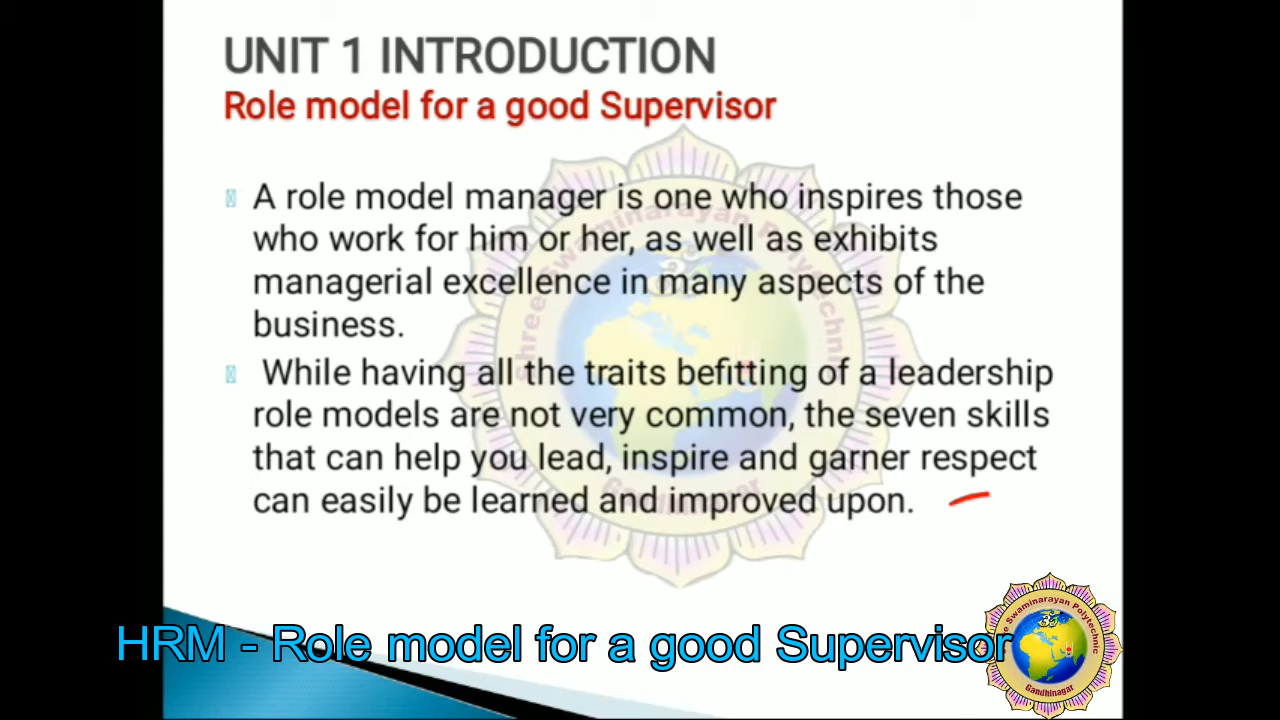 UNIT 1 INTRODUCTION
Role model for a good Supervisor
A role model manager is one who inspires those
who work for him or her, as well as exhibits
managerial excellence in many aspects of the
business.
While having all the traits befitting of a leadership
role models are not very common, the seven skills
that can help you lead, inspire and garner respect
can easily be learned and improved upon.
HRM - Role model for a good Supervisor
Swaminarayan Polytechnic
Gandhinagar